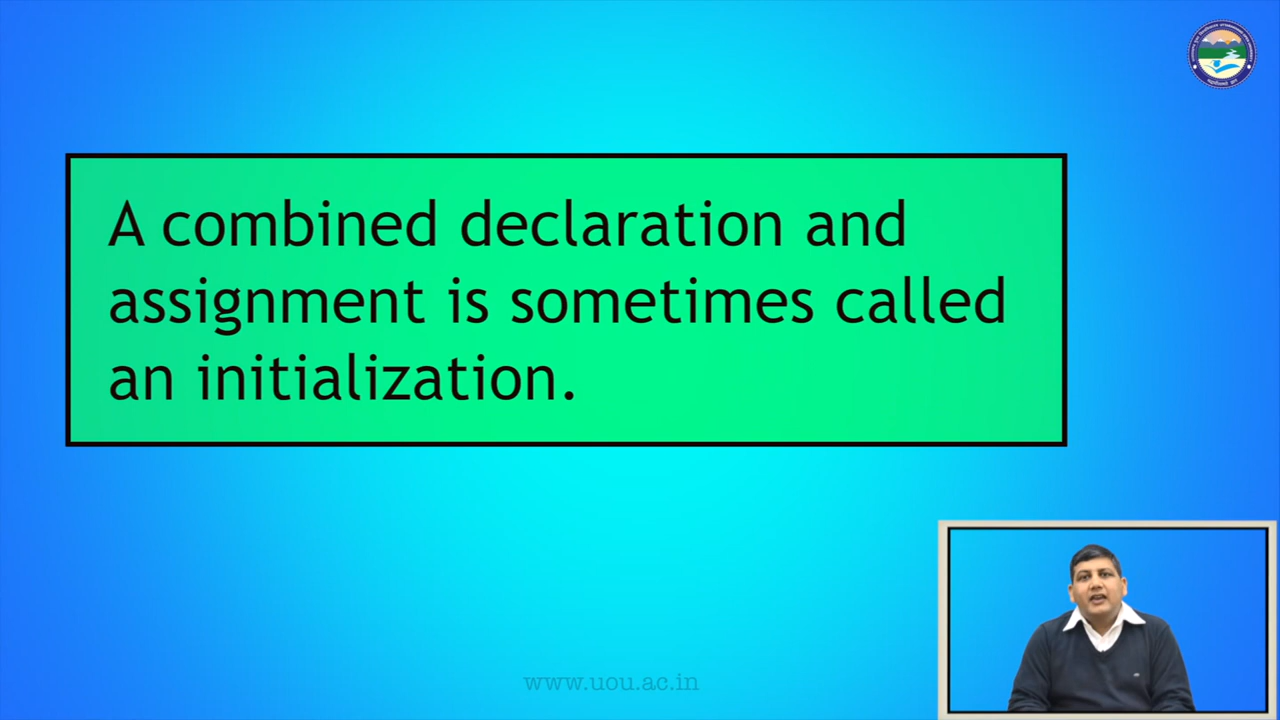 A combined declaration and
assignment is sometimes called
an initialization.
www.uou.ac.in